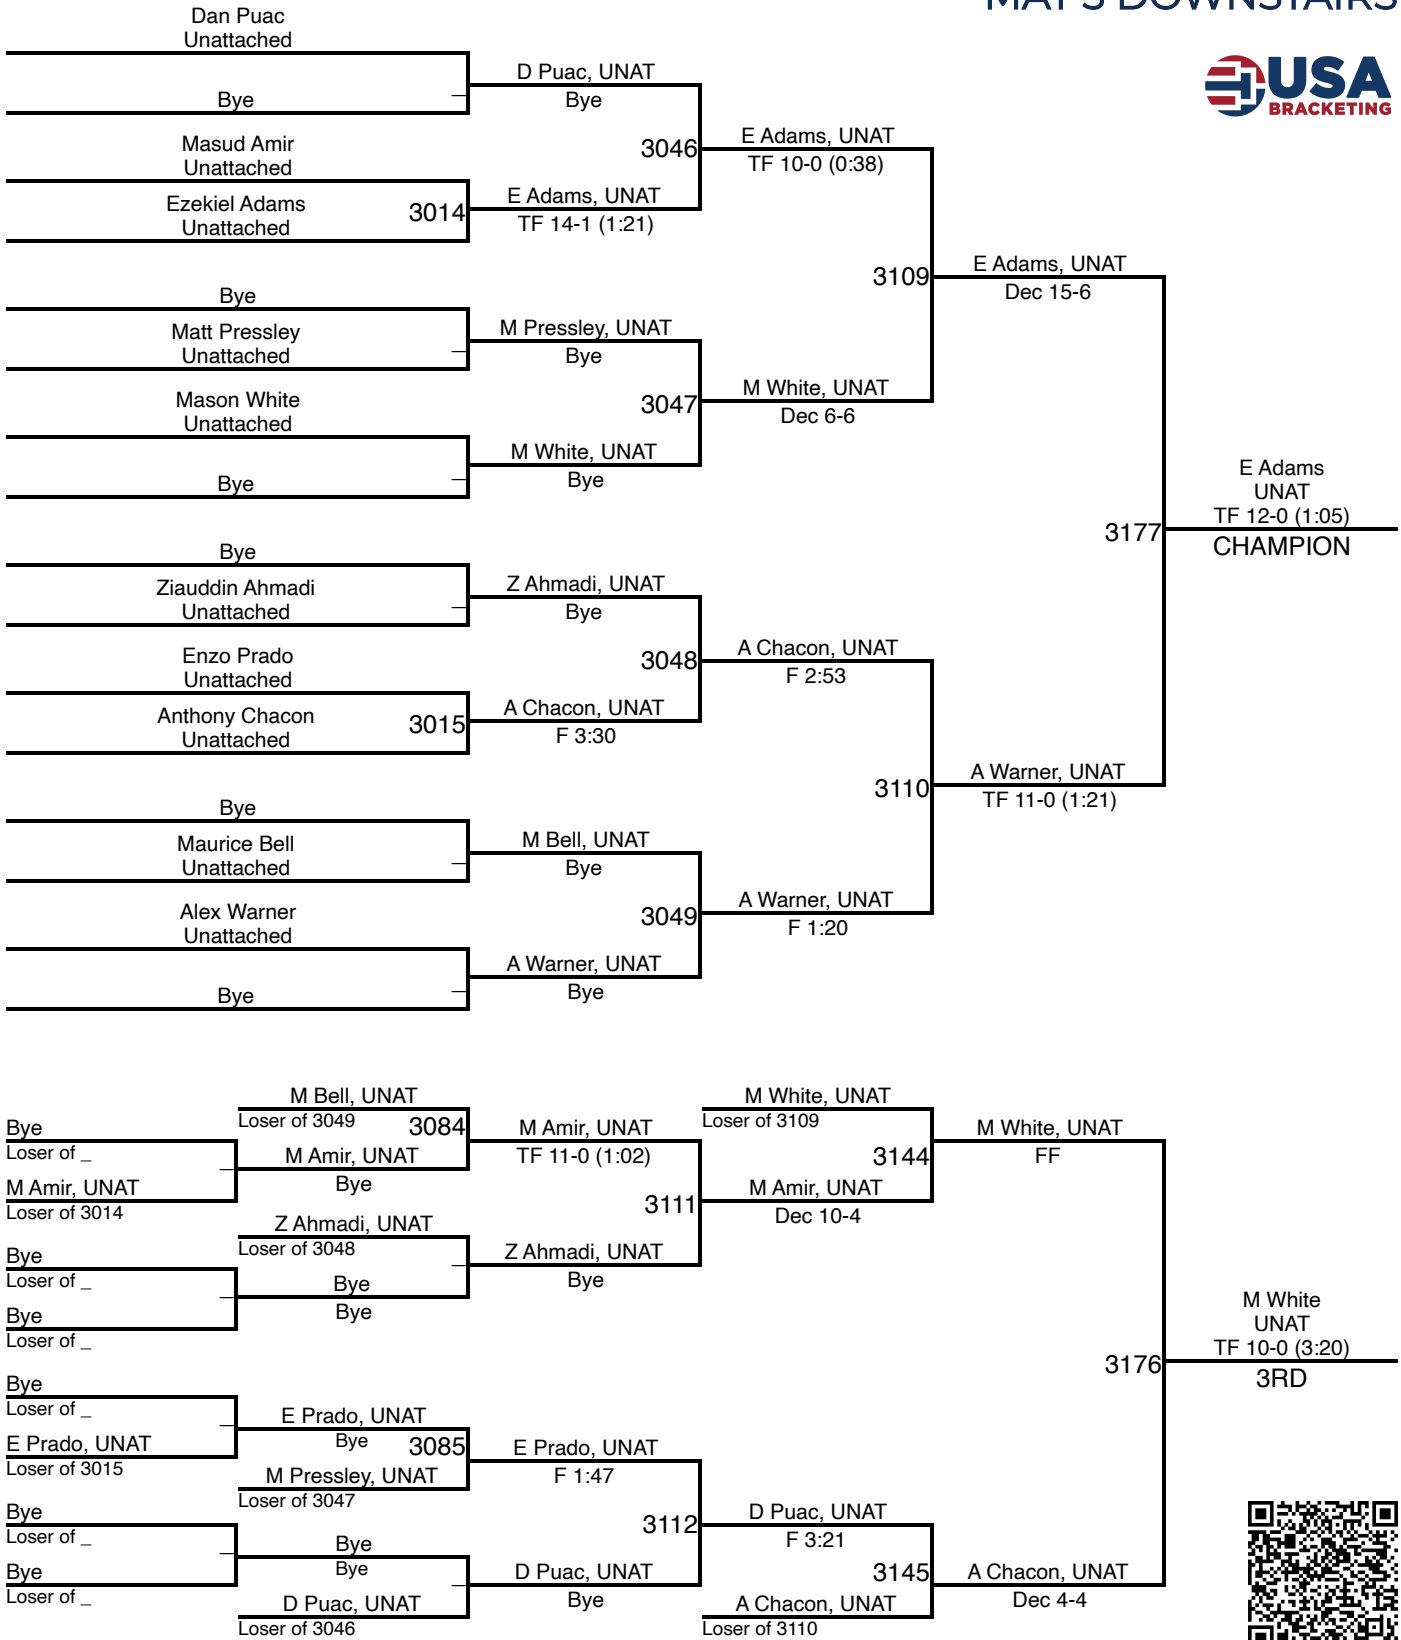 MAT'S DOWNSTAIRS
USA
BRACKETING
Dan Puac
Unattached
Bye
D Puac, UNAT
Bye
Masud Amir
Unattached
Ezekiel Adams
Unattached
3014
E Adams, UNAT
TF 14-1 (1:21)
3046
E Adams, UNAT
TF 10-0 (0:38)
Bye
Matt Pressley
Unattached
M Pressley, UNAT
Bye
Mason White
Unattached
Bye
M White, UNAT
Bye
3047
M White, UNAT
Dec 6-6
3109
E Adams, UNAT
Dec 15-6
Bye
Ziauddin Ahmadi
Unattached
Z Ahmadi, UNAT
Bye
Enzo Prado
Unattached
Anthony Chacon
Unattached
3015
A Chacon, UNAT
F 3:30
3048
A Chacon, UNAT
F 2:53
Bye
Maurice Bell
Unattached
M Bell, UNAT
Bye
Alex Warner
Unattached
Bye
A Warner, UNAT
Bye
3049
A Warner, UNAT
F 1:20
3110
A Warner, UNAT
TF 11-0 (1:21)
3177
E Adams
UNAT
TF 12-0 (1:05)
CHAMPION
Bye
Loser of _
M Amir, UNAT
Loser of 3014
M Bell, UNAT
Loser of 3049
M Amir, UNAT
Bye
3084
M Amir, UNAT
TF 11-0 (1:02)
Bye
Loser of _
Bye
Loser of _
Z Ahmadi, UNAT
Loser of 3048
Bye
Bye
Z Ahmadi, UNAT
Bye
3111
M White, UNAT
Loser of 3109
M Amir, UNAT
Dec 10-4
3144
M White, UNAT
FF
Bye
Loser of _
E Prado, UNAT
Loser of 3015
E Prado, UNAT
Bye
M Pressley, UNAT
Loser of 3047
3085
E Prado, UNAT
F 1:47
Bye
Loser of _
Bye
Loser of _
Bye
Bye
D Puac, UNAT
Loser of 3046
D Puac, UNAT
Bye
3112
D Puac, UNAT
F 3:21
A Chacon, UNAT
Loser of 3110
3145
A Chacon, UNAT
Dec 4-4
3176
M White
UNAT
TF 10-0 (3:20)
3RD